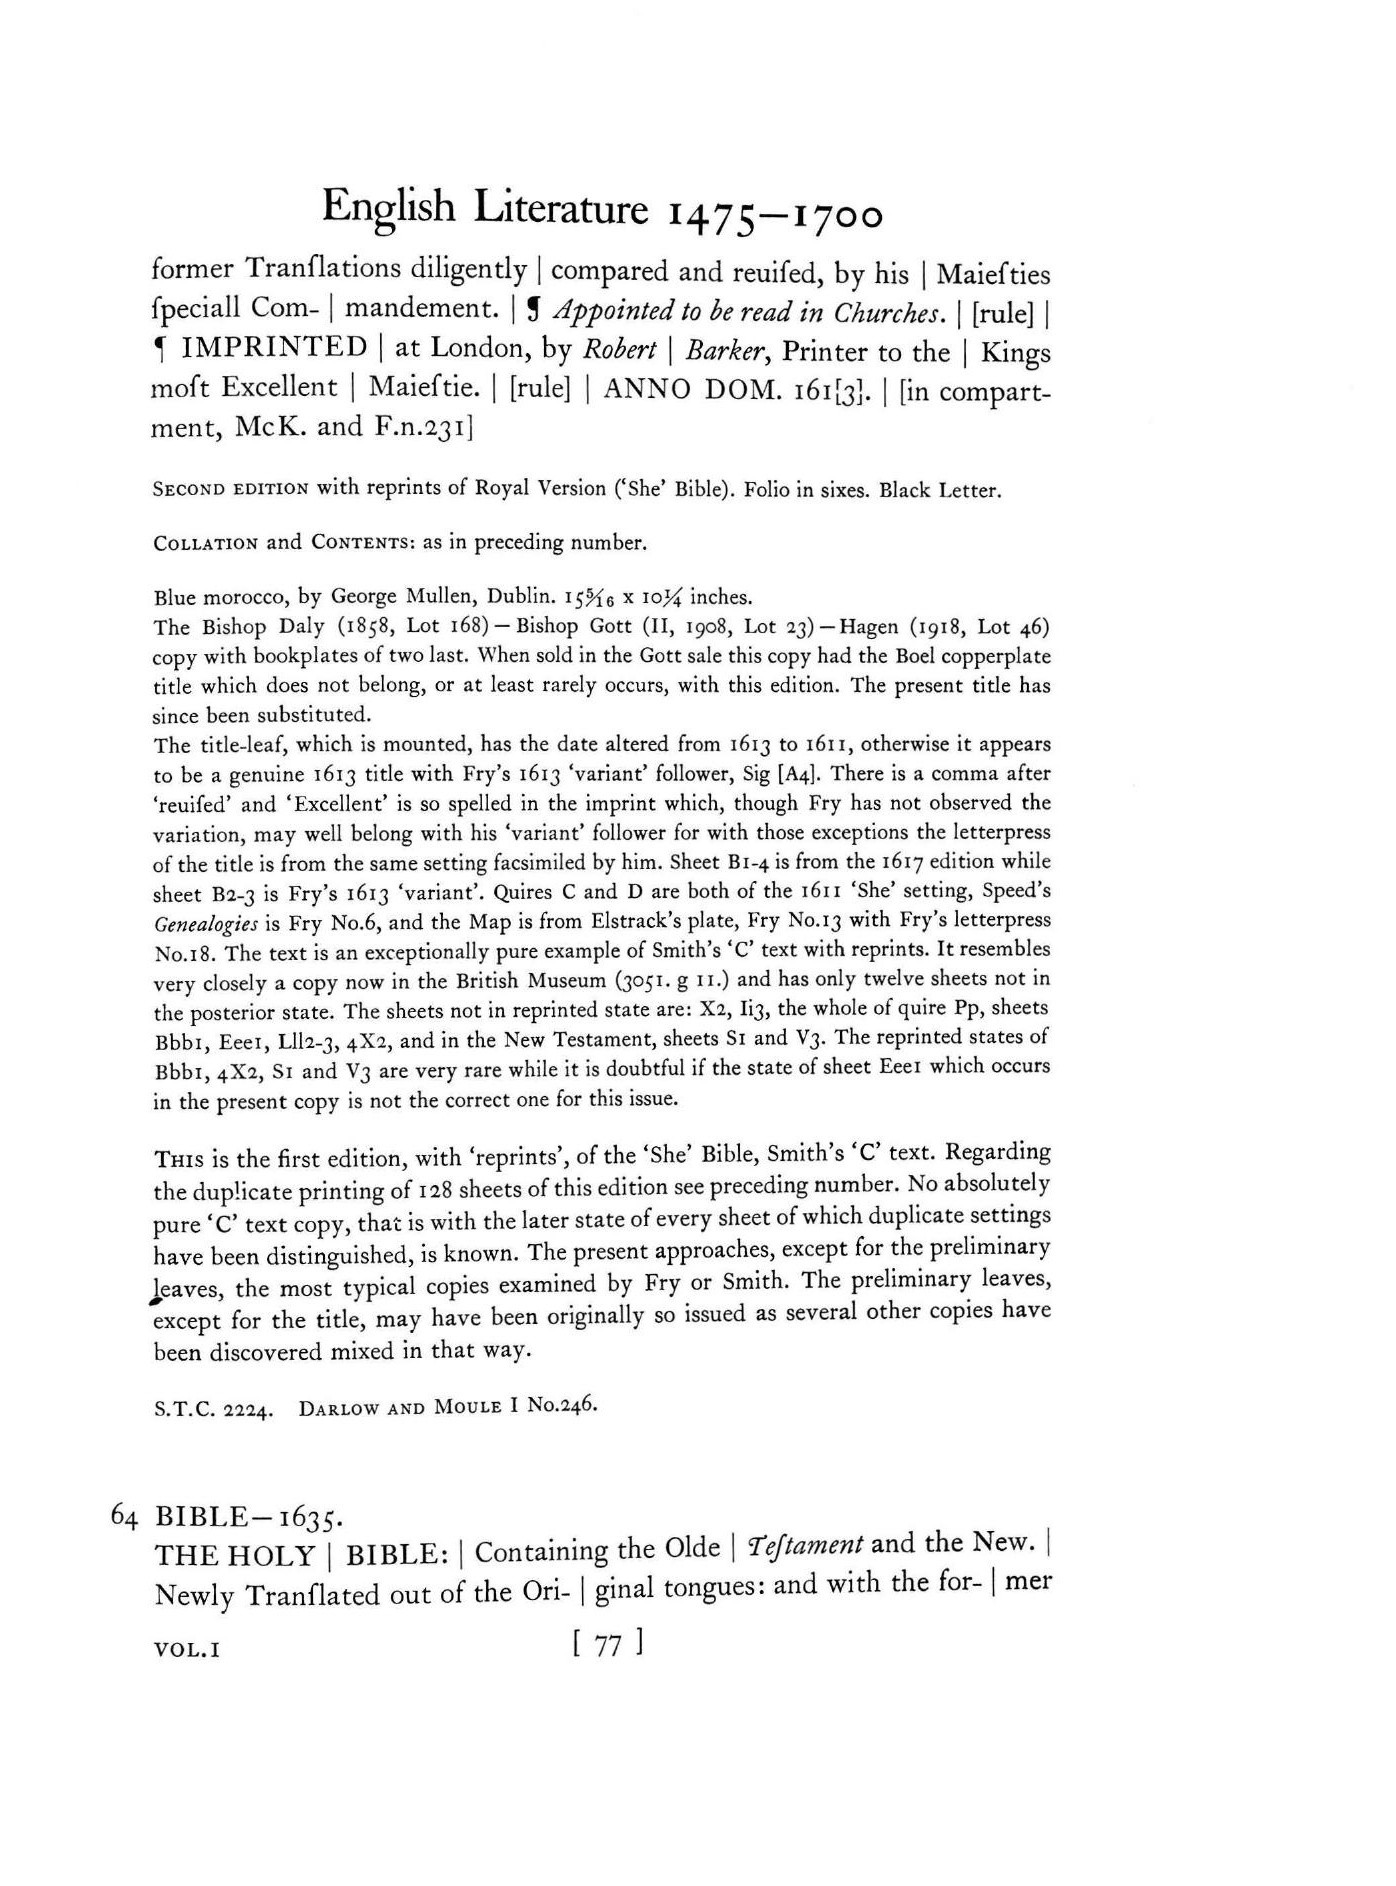 English Literature 1475—1700
former Tranſlations diligently | compared and reuiſed, by his | Maieſties
ſpeciall Com- | mandement. | ¶ Appointed to be read in Churches. | [rule] |
¶ IMPRINTED | at London, by Robert | Barker, Printer to the | Kings
moſt Excellent | Maieſtie. | [rule] | ANNO DOM. 161[3]. | [in compart-
ment, McK. and F.n.231]
SECOND EDITION with reprints of Royal Version (‘She’ Bible). Folio in sixes. Black Letter.
COLLATION and CONTENTS: as in preceding number.
Blue morocco, by George Mullen, Dublin. 15 5⁄16 x 10¼ inches.
The Bishop Daly (1858, Lot 168)—Bishop Gott (II, 1908, Lot 23)—Hagen (1918, Lot 46)
copy with bookplates of two last. When sold in the Gott sale this copy had the Boel copperplate
title which does not belong, or at least rarely occurs, with this edition. The present title has
since been substituted.
The title-leaf, which is mounted, has the date altered from 1613 to 1611, otherwise it appears
to be a genuine 1613 title with Fry’s 1613 ‘variant’ follower, Sig [A4]. There is a comma after
‘reuiſed’ and ‘Excellent’ is so spelled in the imprint which, though Fry has not observed the
variation, may well belong with his ‘variant’ follower for with those exceptions the letterpress
of the title is from the same setting facsimiled by him. Sheet B1-4 is from the 1617 edition while
sheet B2-3 is Fry’s 1613 ‘variant’. Quires C and D are both of the 1611 ‘She’ setting, Speed’s
Genealogies is Fry No.6, and the Map is from Elstrack’s plate, Fry No.13 with Fry’s letterpress
No.18. The text is an exceptionally pure example of Smith’s ‘C’ text with reprints. It resembles
very closely a copy now in the British Museum (3051. g 11.) and has only twelve sheets not in
the posterior state. The sheets not in reprinted state are: X2, Ii3, the whole of quire Pp, sheets
Bbb1, Eee1, Lll2-3, 4X2, and in the New Testament, sheets S1 and V3. The reprinted states of
Bbb1, 4X2, S1 and V3 are very rare while it is doubtful if the state of sheet Eee1 which occurs
in the present copy is not the correct one for this issue.
THIS is the first edition, with ‘reprints’, of the ‘She’ Bible, Smith’s ‘C’ text. Regarding
the duplicate printing of 128 sheets of this edition see preceding number. No absolutely
pure ‘C’ text copy, that is with the later state of every sheet of which duplicate settings
have been distinguished, is known. The present approaches, except for the preliminary
leaves, the most typical copies examined by Fry or Smith. The preliminary leaves,
except for the title, may have been originally so issued as several other copies have
been discovered mixed in that way.
S.T.C. 2224. DARLOW AND MOULE I No.246.
64 BIBLE—1635.
THE HOLY | BIBLE: | Containing the Olde | Teſtament and the New. |
Newly Tranſlated out of the Ori- | ginal tongues: and with the for- | mer
VOL.I [ 77 ]